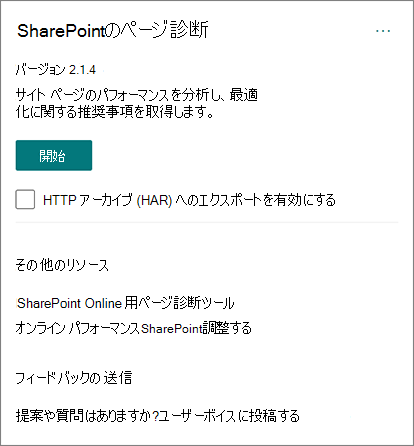 SharePointのページ診断
バージョン 2.1.4
サイト ページのパフォーマンスを分析し、最適
化に関する推奨事項を取得します。
開始
HTTP アーカイブ (HAR) へのエクスポートを有効にする
その他のリソース
SharePoint Online 用ページ診断ツール
オンライン パフォーマンスSharePoint調整する
フィードバックの送信
提案や質問はありますか?ユーザーボイスに投稿する